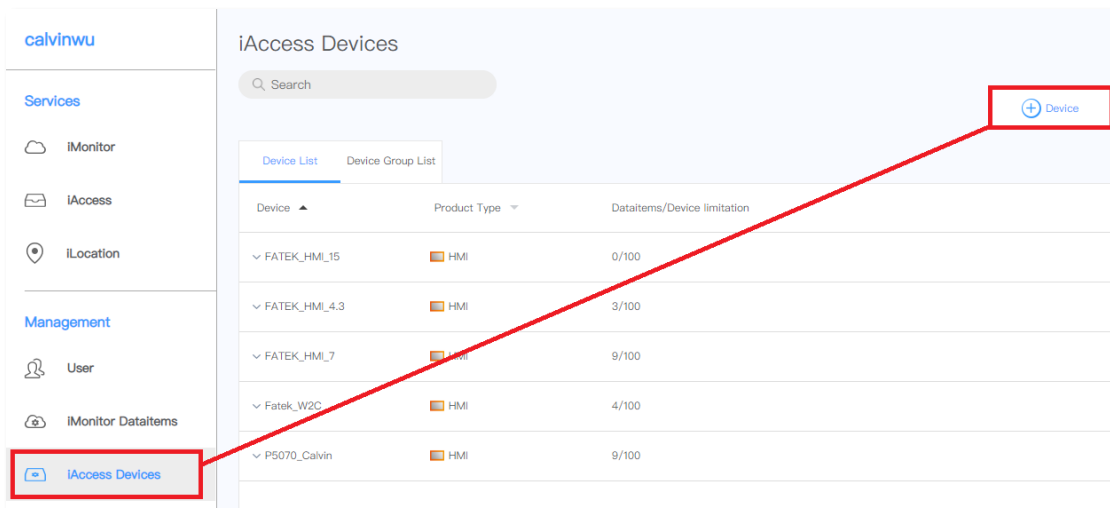 calvinwu
Services
iMonitor
iAccess
iLocation
Management
User
iMonitor DataItems
iAccess Devices
iAccess Devices
Search
Device
Device List Device Group List
Device Product Type Dataitems/Device limitation
FATEK_HMI_15 HMI 0/100
FATEK_HMI_4.3 HMI 3/100
FATEK_HMI_7 HMI 9/100
Fatek_W2C HMI 4/100
P5070_Calvin HMI 9/100